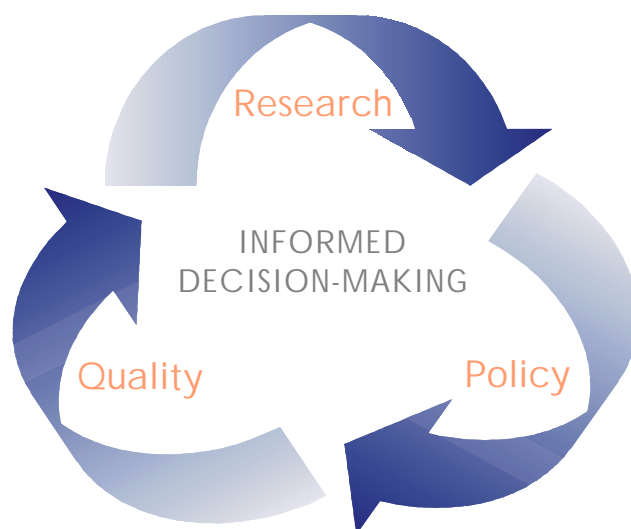 Research
INFORMED
DECISION-MAKING
Quality
Policy